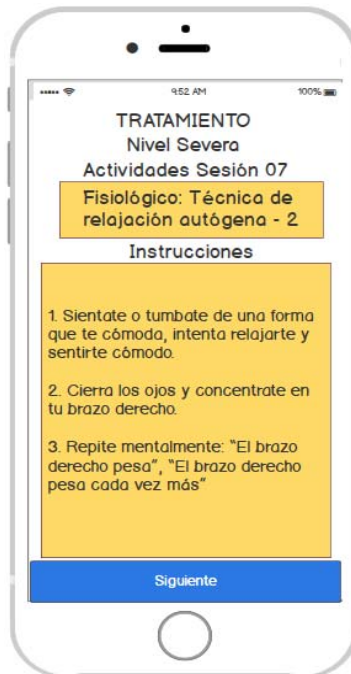 9:52 AM
100%
TRATAMIENTO
Nivel Severa
Actividades Sesión 07
Fisiológico: Técnica de
relajación autógena - 2
Instrucciones
1. Sientate o tumbate de una forma
que te cómoda, intenta relajarte y
sentirte cómodo.
2. Cierra los ojos y concentrate en
tu brazo derecho.
3. Repite mentalmente: “El brazo
derecho pesa”, “El brazo derecho
pesa cada vez más”
Siguiente